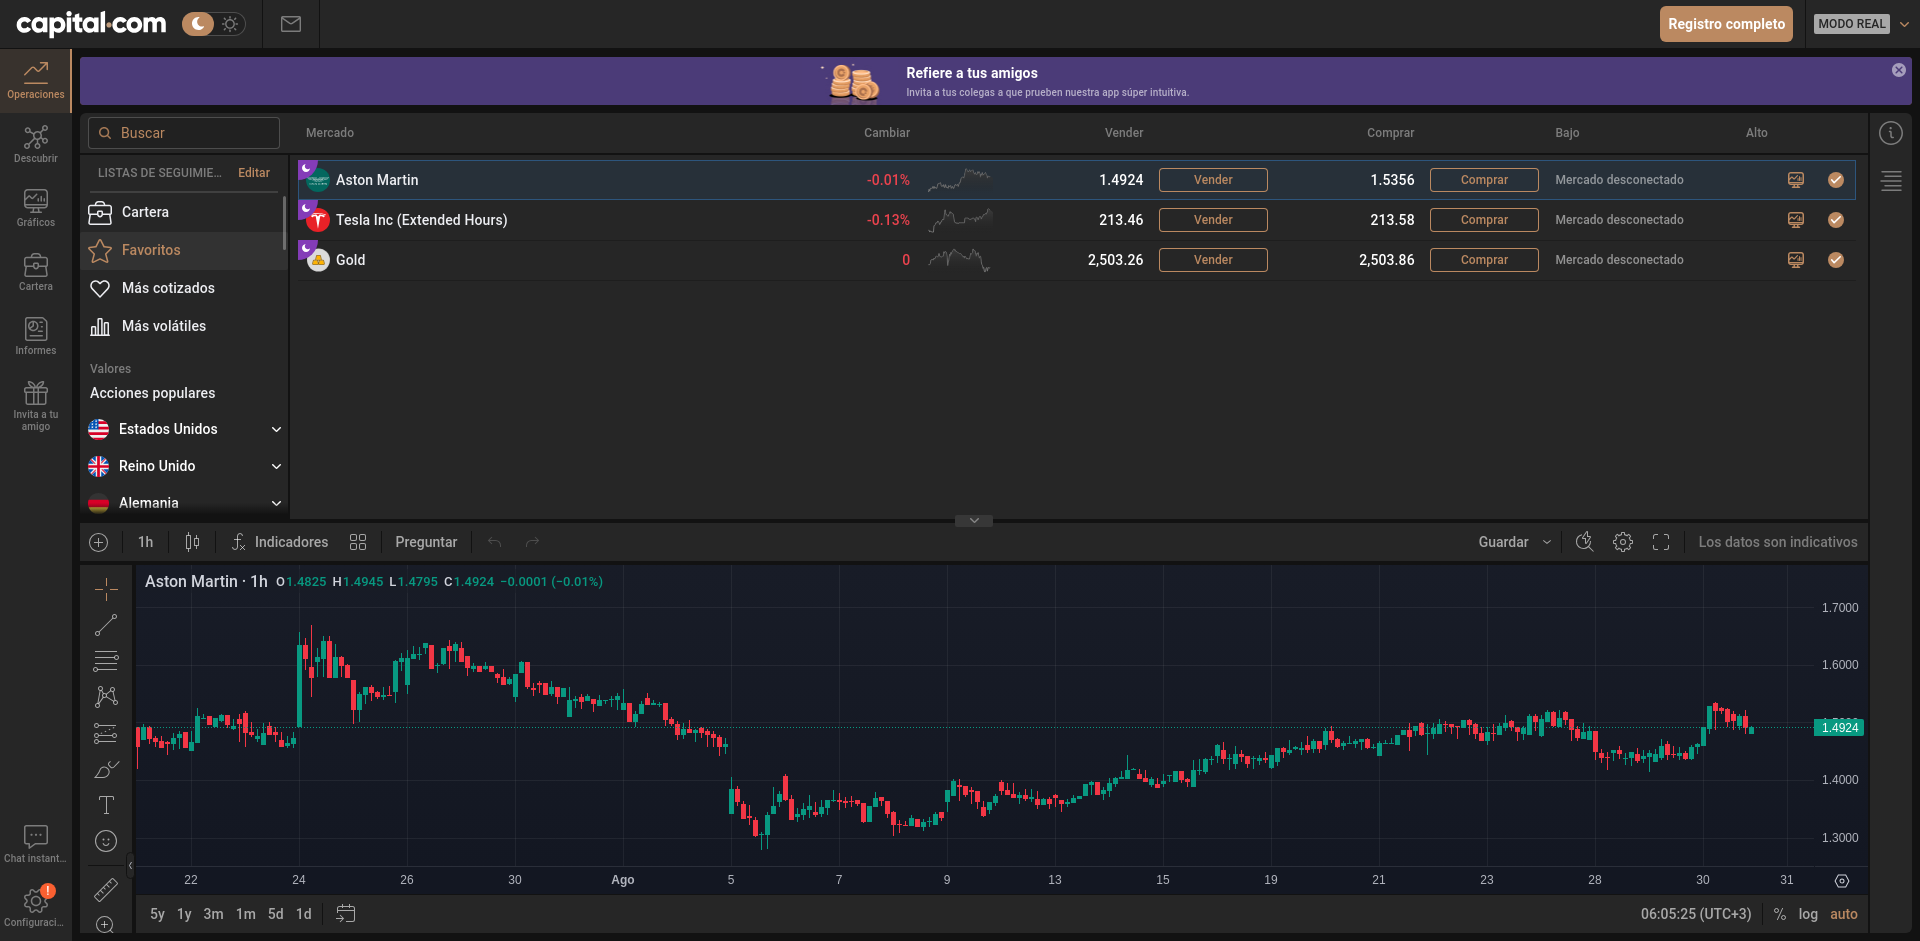 capital.com
Registro completo
MODO REAL
Operaciones
Descubrir
Gráficos
Cartera
Informes
Invita a tu
amigo
Chat instant...
!
Configuraci...
Refiere a tus amigos
Invita a tus colegas a que prueben nuestra app súper intuitiva.
Buscar
Mercado Cambiar Vender Comprar Bajo Alto
LISTAS DE SEGUIMIE... Editar
Cartera
Favoritos
Más cotizados
Más volátiles
Valores
Acciones populares
Estados Unidos
Reino Unido
Alemania
Aston Martin -0.01% 1.4924 Vender 1.5356 Comprar Mercado desconectado
Tesla Inc (Extended Hours) -0.13% 213.46 Vender 213.58 Comprar Mercado desconectado
Gold 0 2,503.26 Vender 2,503.86 Comprar Mercado desconectado
1h Indicadores Preguntar Guardar Los datos son indicativos
Aston Martin · 1h O1.4825 H1.4945 L1.4795 C1.4924 −0.0001 (−0.01%)
1.7000
1.6000
1.4924
1.4000
1.3000
22 24 26 30 Ago 5 7 9 13 15 19 21 23 28 30 31
5y 1y 3m 1m 5d 1d 06:05:25 (UTC+3) % log auto